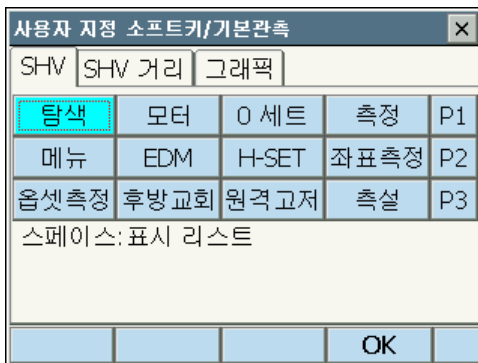 사용자 지정 소프트키/기본관측
SHV SHV 거리 그래픽
탐색 모터 0 세트 측정 P1
메뉴 EDM H-SET 좌표측정 P2
옵셋측정 후방교회 원격고저 측설 P3
스페이스:표시 리스트
OK